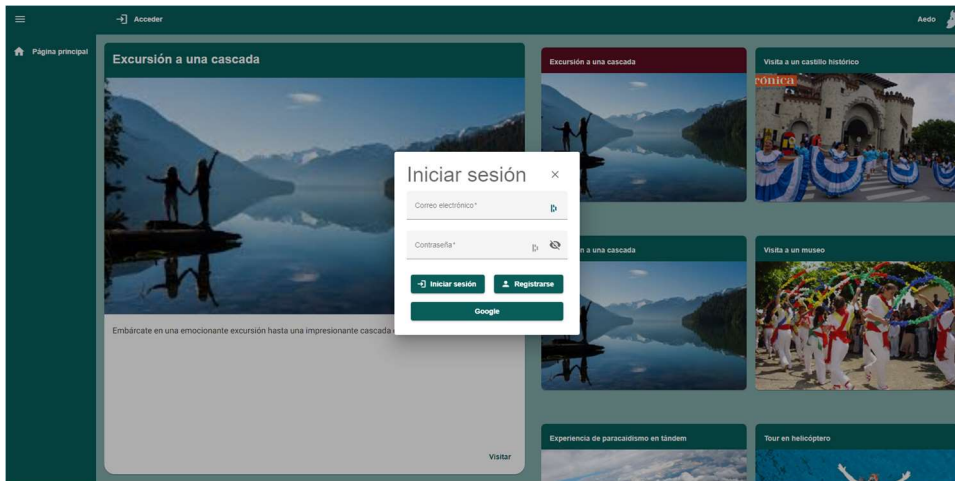 Acceder
Aedo
Página principal
Excursión a una cascada
Excursión a una cascada
Visita a un castillo histórico
rónica
Iniciar sesión
Correo electrónico*
Contraseña*
Iniciar sesión
Registrarse
Google
n a una cascada
Visita a un museo
Embárcate en una emocionante excursión hasta una impresionante cascada
Visitar
Experiencia de paracaidismo en tándem
Tour en helicóptero